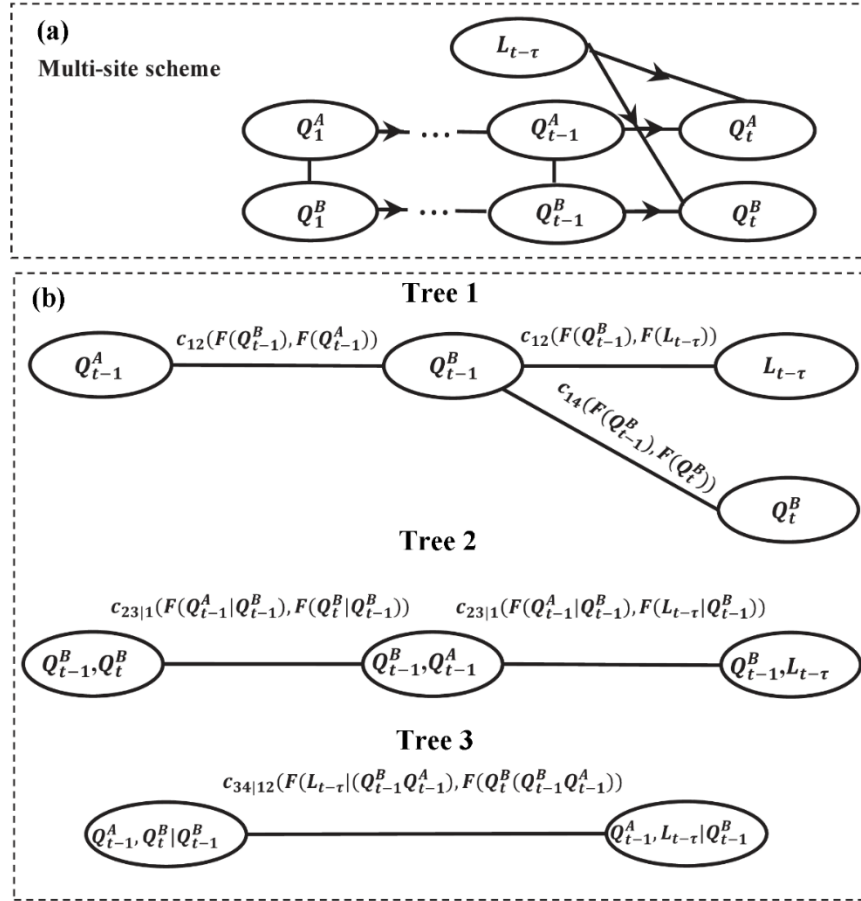 (a)
Multi-site scheme
L_{t−τ}
Q_1^A … Q_{t−1}^A Q_t^A
Q_1^B … Q_{t−1}^B Q_t^B
(b)
Tree 1
c_{12}(F(Q_{t−1}^B), F(Q_{t−1}^A)) c_{12}(F(Q_{t−1}^B), F(L_{t−τ}))
Q_{t−1}^A Q_{t−1}^B L_{t−τ}
c_{14}(F(Q_{t−1}^B), F(Q_t^B))
Q_t^B
Tree 2
c_{23|1}(F(Q_{t−1}^A|Q_{t−1}^B), F(Q_t^B|Q_{t−1}^B)) c_{23|1}(F(Q_{t−1}^A|Q_{t−1}^B), F(L_{t−τ}|Q_{t−1}^B))
Q_{t−1}^B,Q_t^B Q_{t−1}^B,Q_{t−1}^A Q_{t−1}^B,L_{t−τ}
Tree 3
c_{34|12}(F(L_{t−τ}|(Q_{t−1}^B Q_{t−1}^A), F(Q_t^B(Q_{t−1}^B Q_{t−1}^A))
Q_{t−1}^A,Q_t^B|Q_{t−1}^B Q_{t−1}^A,L_{t−τ}|Q_{t−1}^B